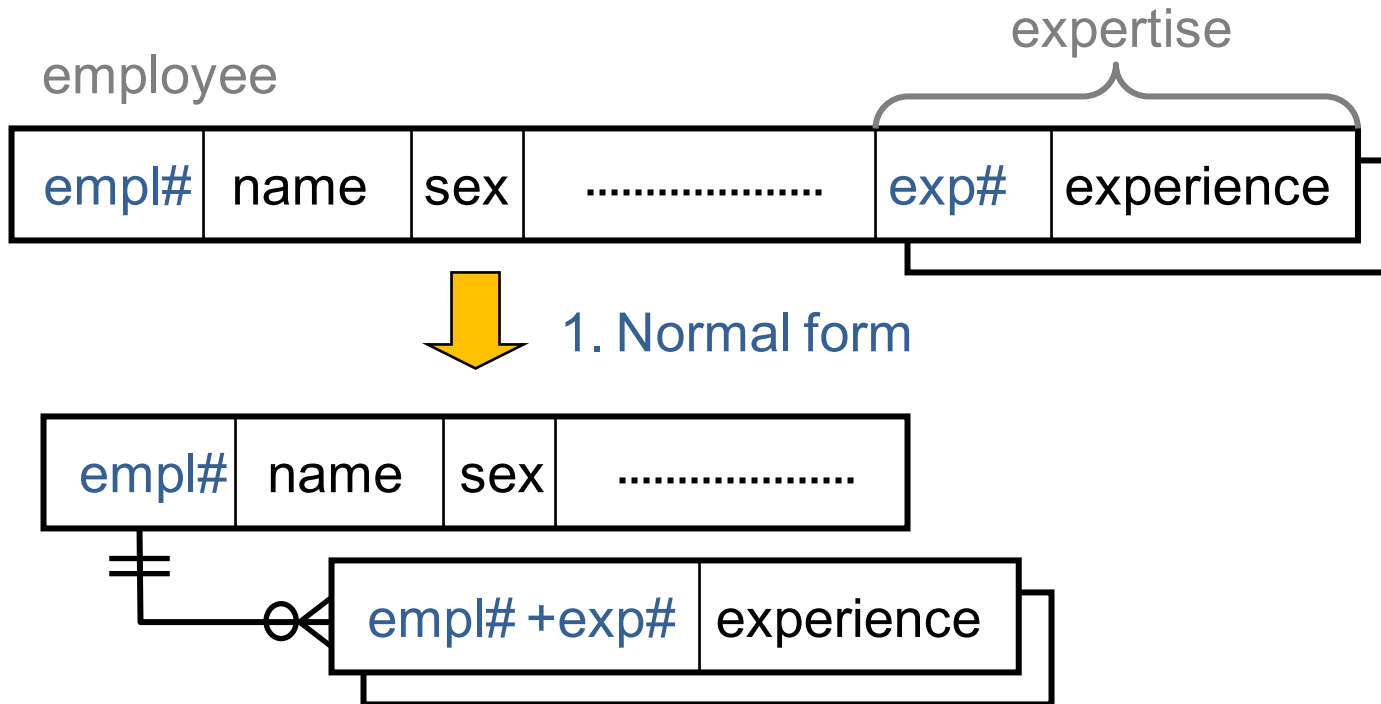 expertise
employee
empl# name sex .................... exp# experience
1. Normal form
empl# name sex ....................
empl# +exp# experience